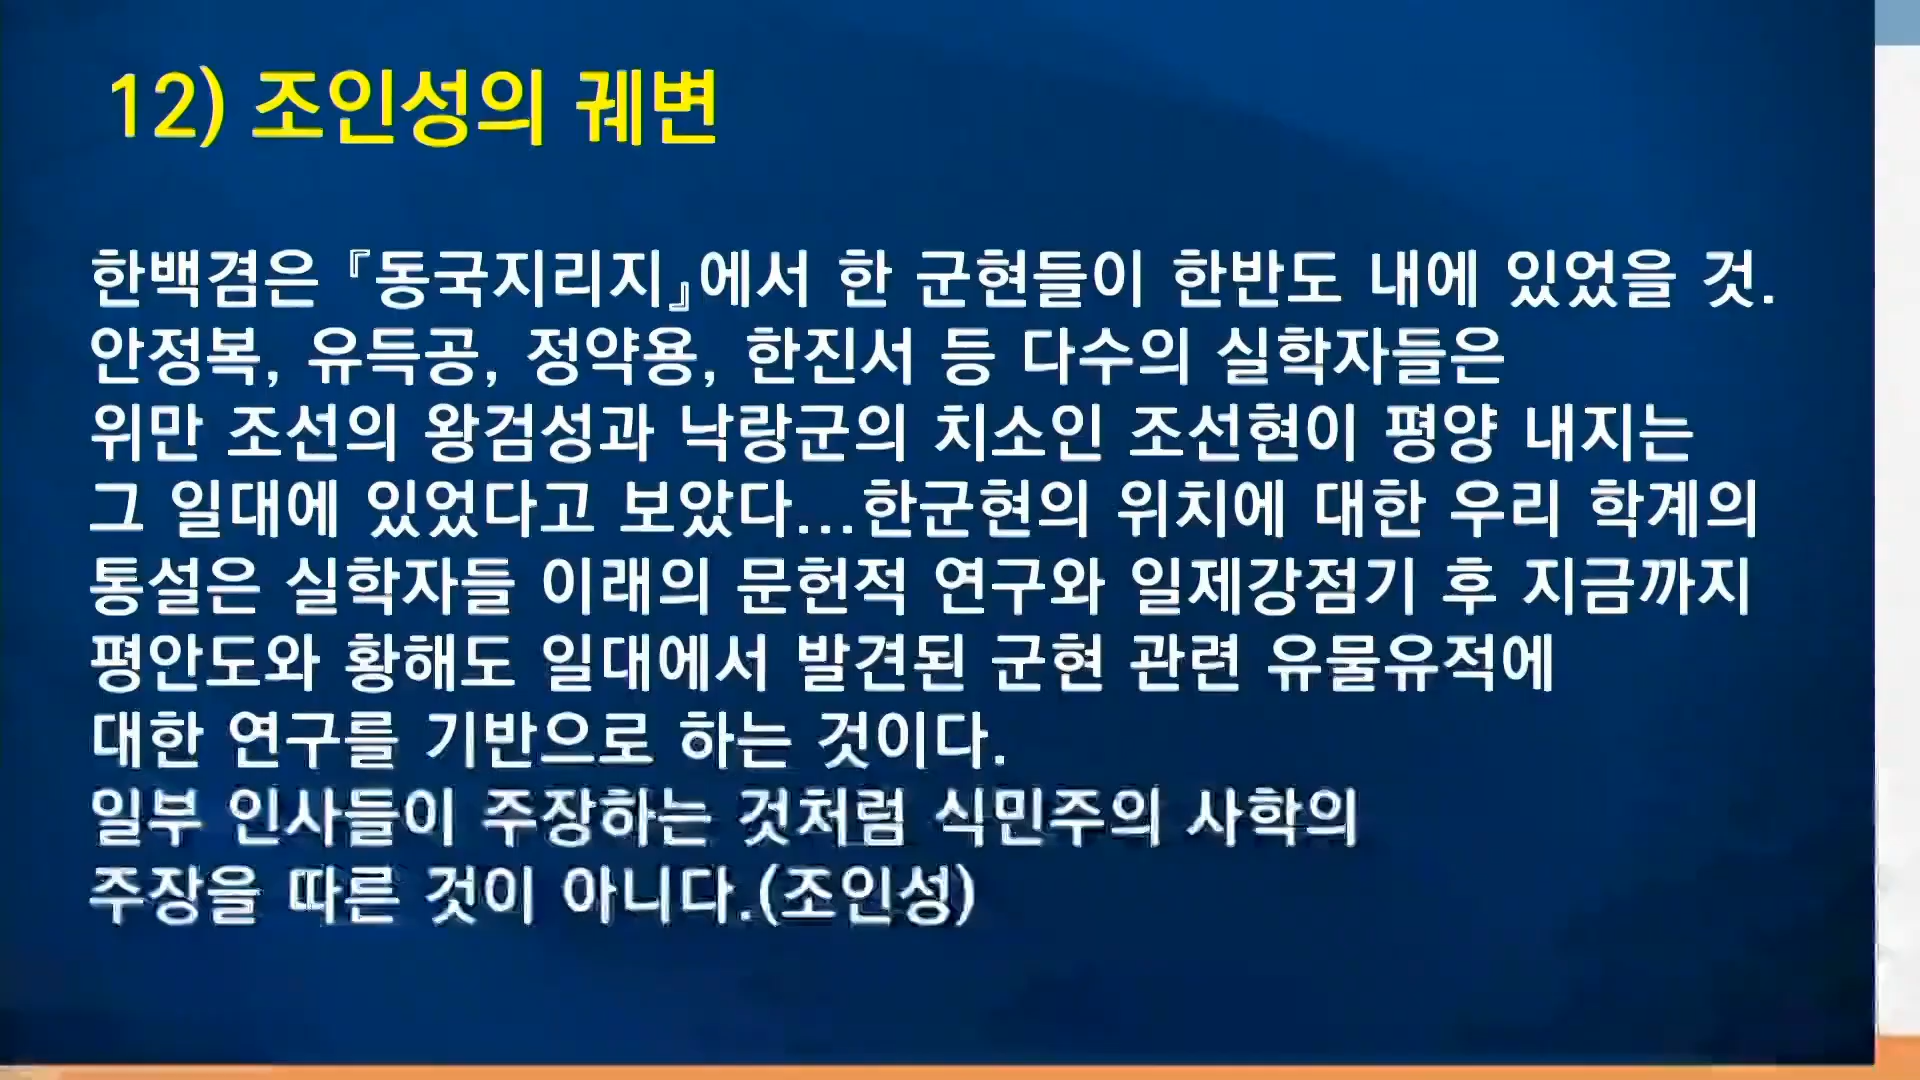 12) 조인성의 궤변
한백겸은 『동국지리지』에서 한 군현들이 한반도 내에 있었을 것.
안정복, 유득공, 정약용, 한진서 등 다수의 실학자들은
위만 조선의 왕검성과 낙랑군의 치소인 조선현이 평양 내지는
그 일대에 있었다고 보았다...한군현의 위치에 대한 우리 학계의
통설은 실학자들 이래의 문헌적 연구와 일제강점기 후 지금까지
평안도와 황해도 일대에서 발견된 군현 관련 유물유적에
대한 연구를 기반으로 하는 것이다.
일부 인사들이 주장하는 것처럼 식민주의 사학의
주장을 따른 것이 아니다.(조인성)